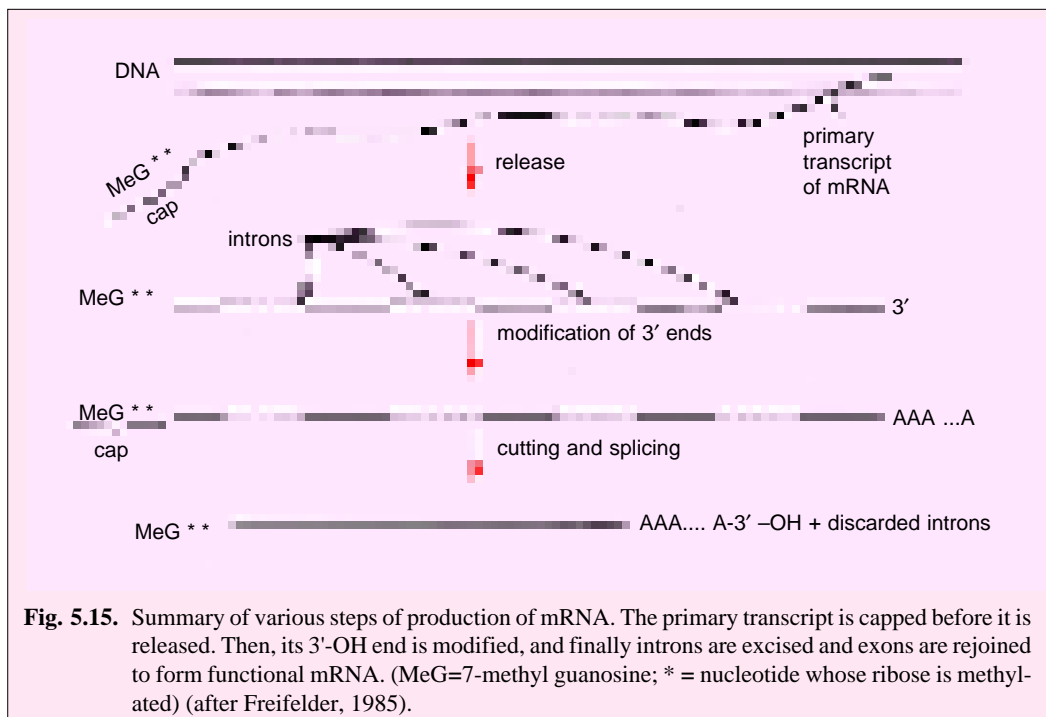 DNA
primary
transcript
of mRNA
release
MeG * *
cap
introns
MeG * *
3′
modification of 3′ ends
MeG * *
AAA ...A
cap
cutting and splicing
MeG * *
AAA.... A-3′ –OH + discarded introns
Fig. 5.15. Summary of various steps of production of mRNA. The primary transcript is capped before it is
released. Then, its 3'-OH end is modified, and finally introns are excised and exons are rejoined
to form functional mRNA. (MeG=7-methyl guanosine; * = nucleotide whose ribose is methyl-
ated) (after Freifelder, 1985).